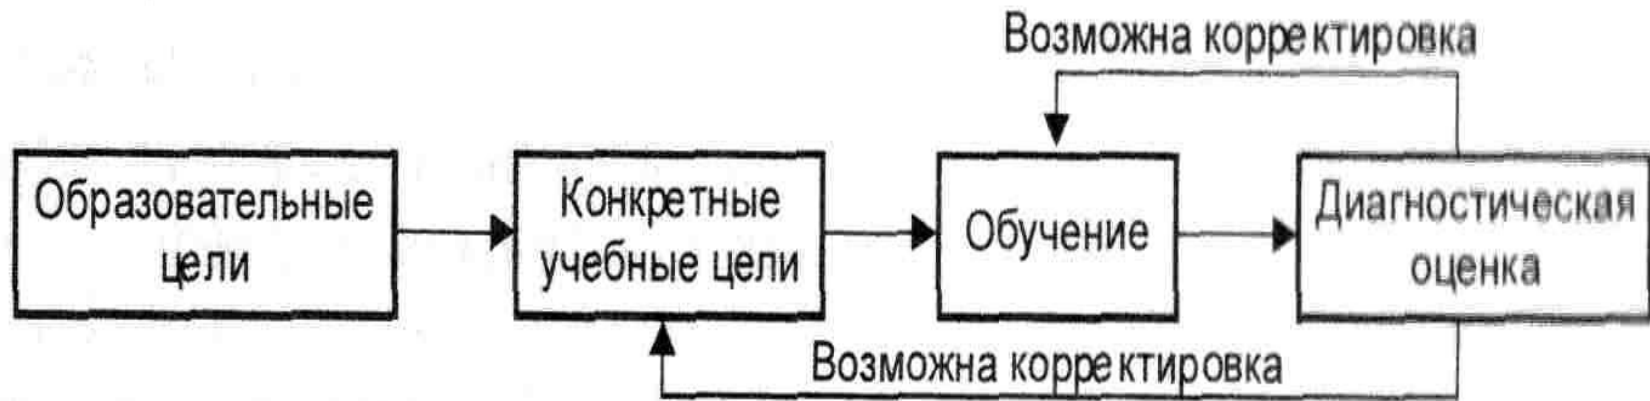 Возможна корректировка
Образовательные
цели
Конкретные
учебные цели
Обучение
Диагностическая
оценка
Возможна корректировка